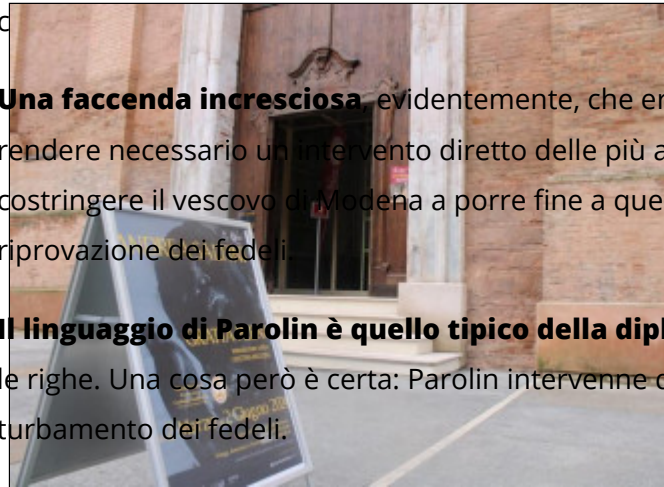 c
Una faccenda incresciosa, evidentemente, che er
rendere necessario un intervento diretto delle più a
costringere il vescovo di Modena a porre fine a que
riprovazione dei fedeli.
Il linguaggio di Parolin è quello tipico della dipl
le righe. Una cosa però è certa: Parolin intervenne
turbamento dei fedeli.
2 Giugno